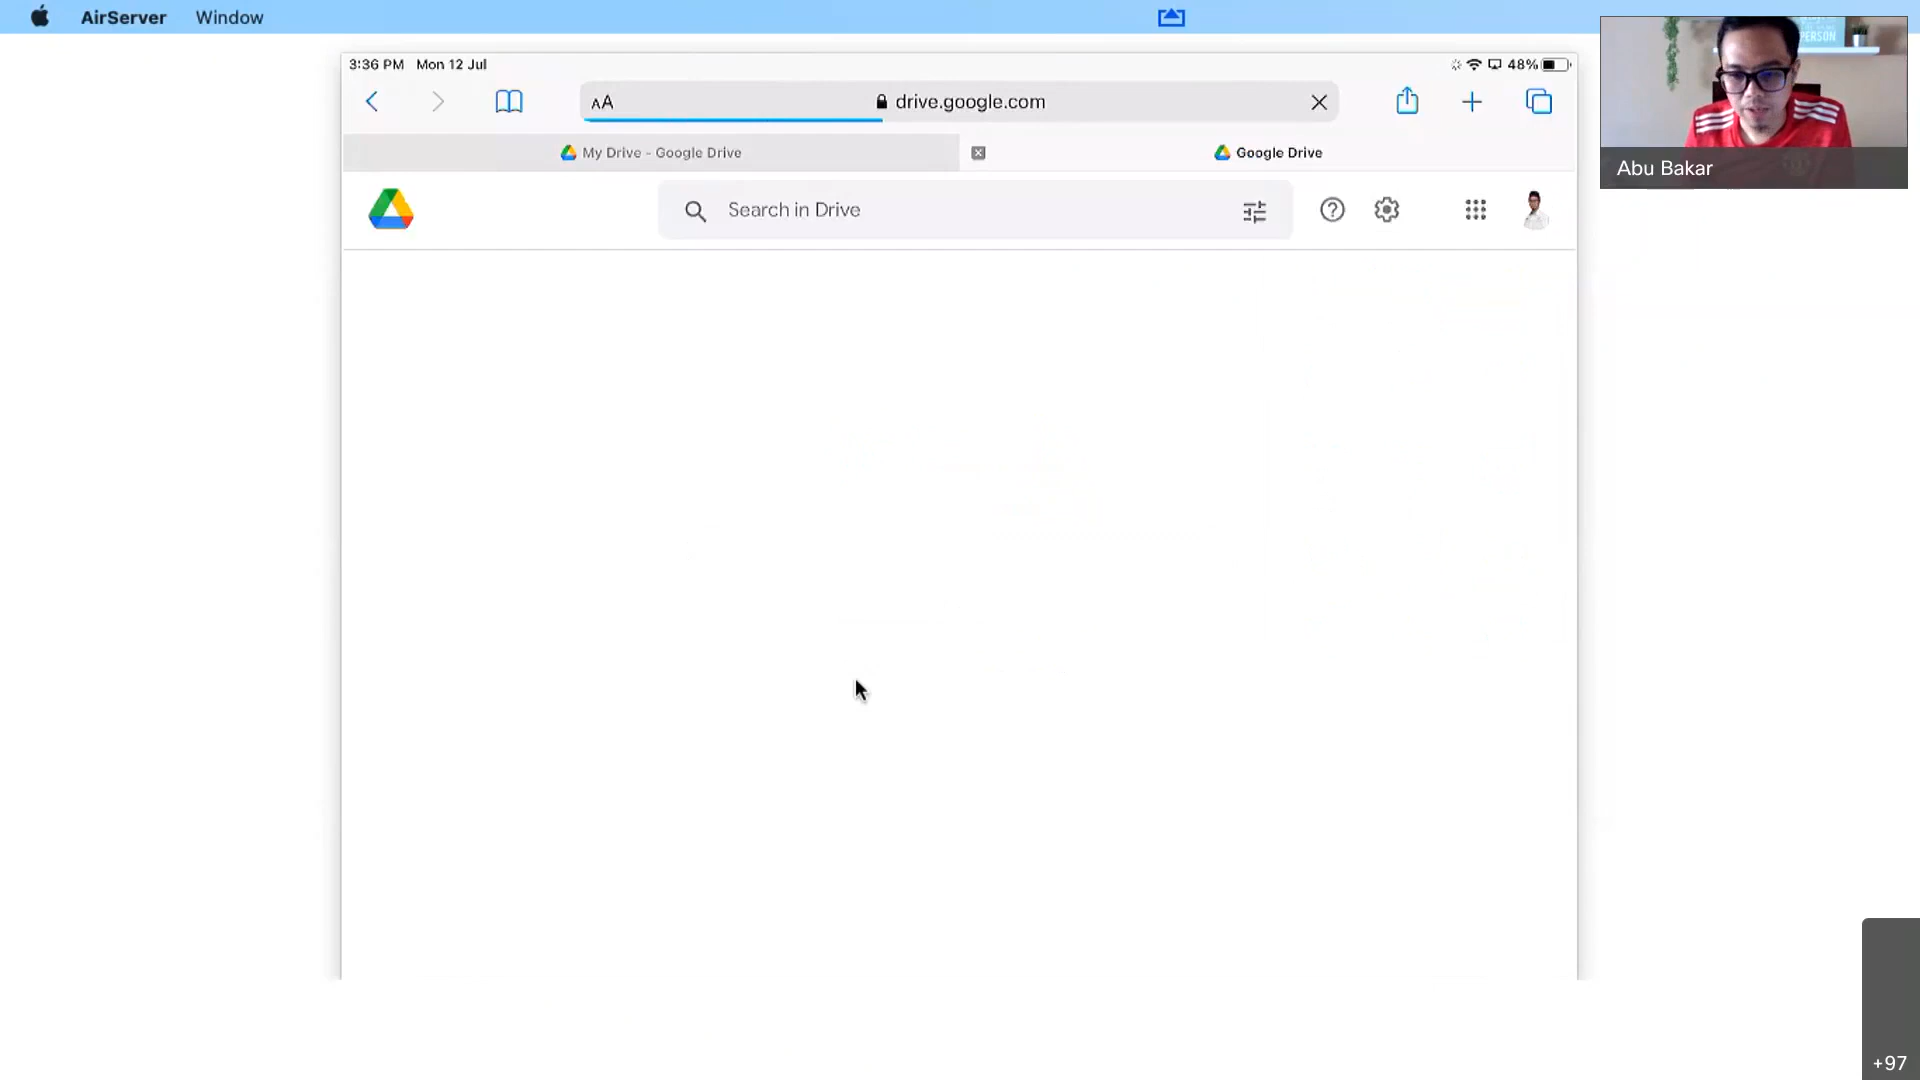 AirServer Window
3:36 PM Mon 12 Jul
48%
AA
drive.google.com
My Drive - Google Drive
Google Drive
Search in Drive
PERSON
Abu Bakar
+97